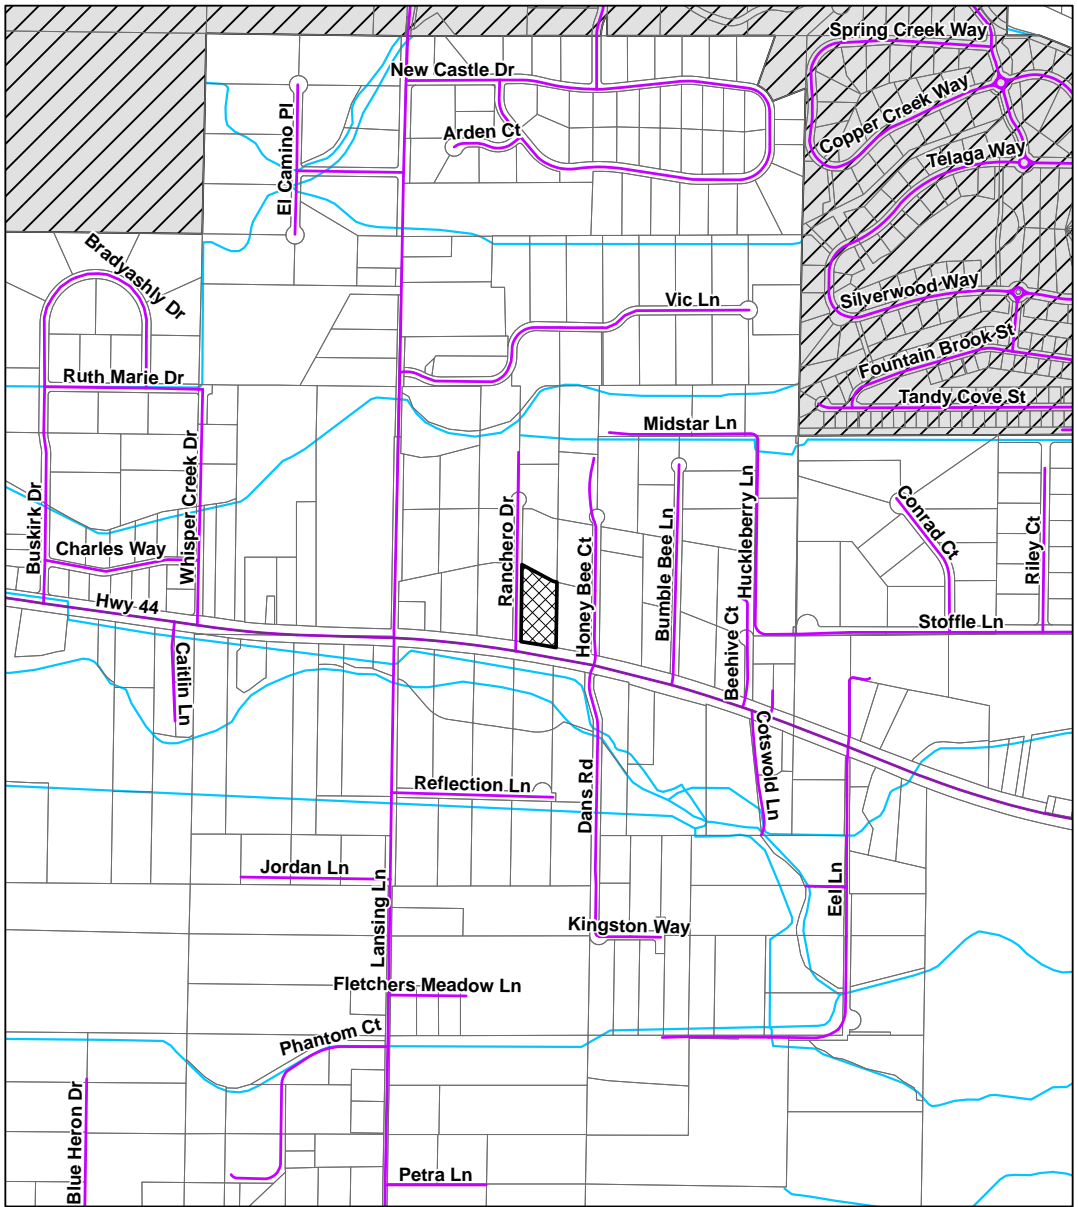 Spring Creek Way
New Castle Dr
Copper Creek Way
Arden Ct
El Camino Pl
Telaga Way
Bradyashly Dr
Silverwood Way
Vic Ln
Fountain Brook St
Ruth Marie Dr
Tandy Cove St
Midstar Ln
Whisper Creek Dr
Buskirk Dr
Ranchero Dr
Huckleberry Ln
Conrad Ct
Bumble Bee Ln
Honey Bee Ct
Riley Ct
Charles Way
Hwy 44
Stoffle Ln
Beehive Ct
Caitlin Ln
Cotswold Ln
Reflection Ln
Dans Rd
Jordan Ln
Lansing Ln
Eel Ln
Kingston Way
Fletchers Meadow Ln
Phantom Ct
Blue Heron Dr
Petra Ln